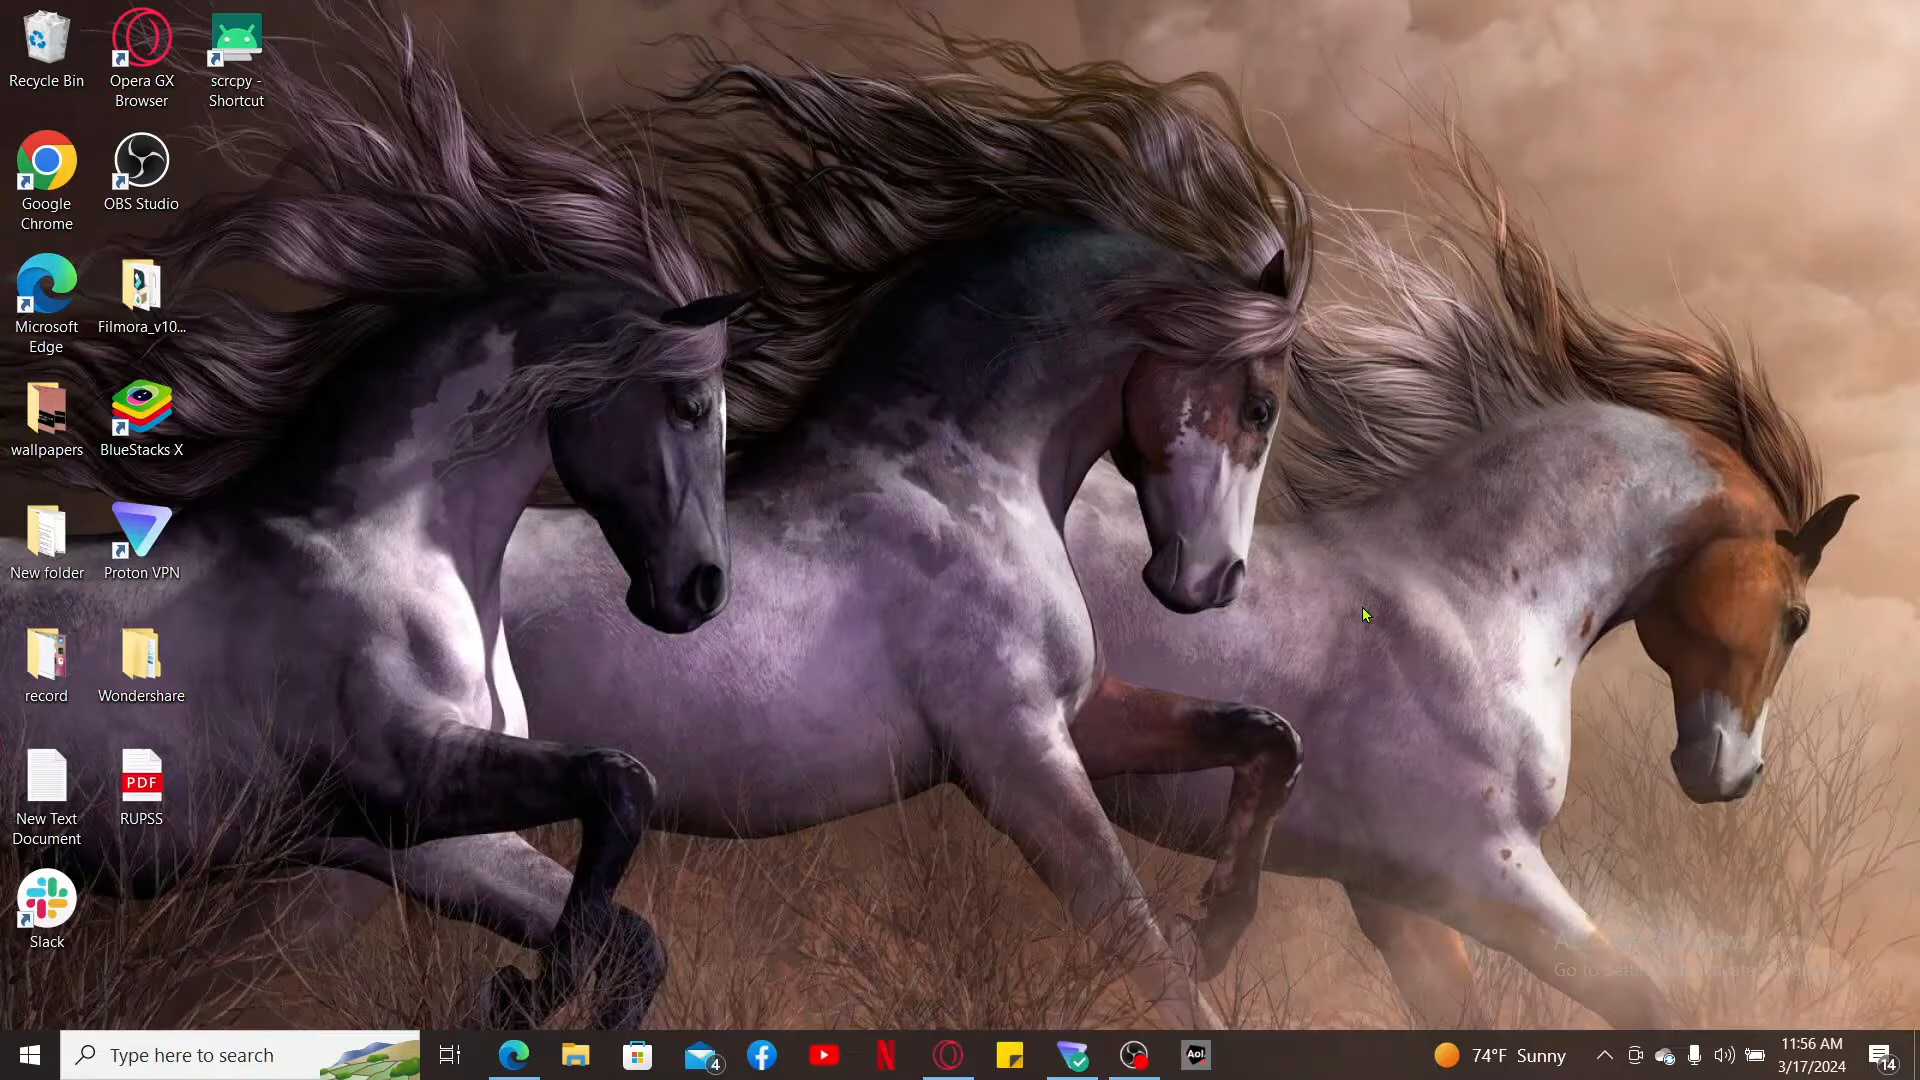 Recycle Bin
Opera GX
Browser
scrcpy -
Shortcut
Google
Chrome
OBS Studio
Microsoft
Edge
Filmora_v10...
wallpapers
BlueStacks X
New folder
Proton VPN
record
Wondershare
New Text
Document
PDF
RUPSS
Slack
Type here to search
4
Aol.
74°F Sunny
11:56 AM
3/17/2024
14